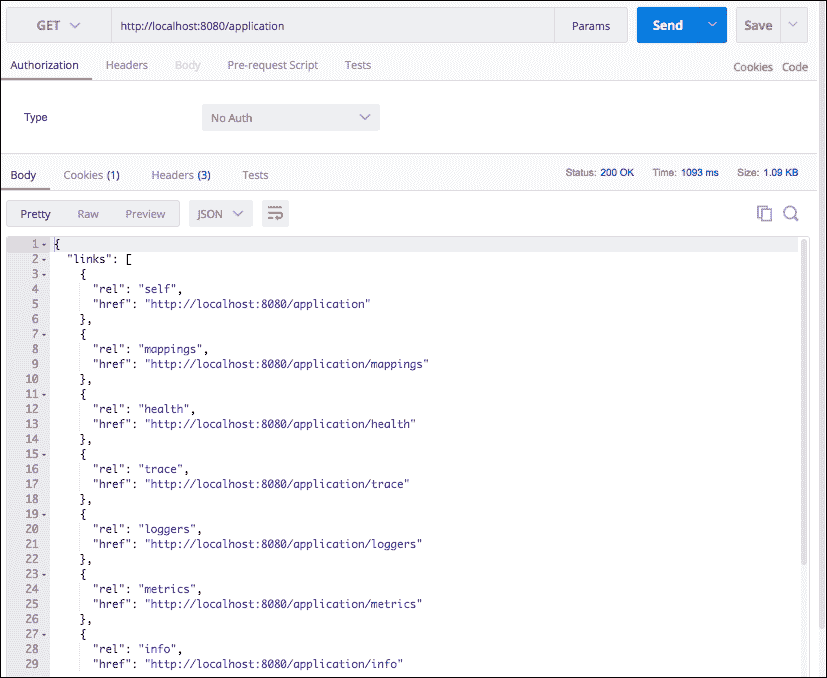 GET http://localhost:8080/application Params Send Save
Authorization Headers Body Pre-request Script Tests Cookies Code
Type No Auth
Body Cookies (1) Headers (3) Tests Status: 200 OK Time: 1093 ms Size: 1.09 KB
Pretty Raw Preview JSON
1 {
2 "links": [
3 {
4 "rel": "self",
5 "href": "http://localhost:8080/application"
6 },
7 {
8 "rel": "mappings",
9 "href": "http://localhost:8080/application/mappings"
10 },
11 {
12 "rel": "health",
13 "href": "http://localhost:8080/application/health"
14 },
15 {
16 "rel": "trace",
17 "href": "http://localhost:8080/application/trace"
18 },
19 {
20 "rel": "loggers",
21 "href": "http://localhost:8080/application/loggers"
22 },
23 {
24 "rel": "metrics",
25 "href": "http://localhost:8080/application/metrics"
26 },
27 {
28 "rel": "info",
29 "href": "http://localhost:8080/application/info"